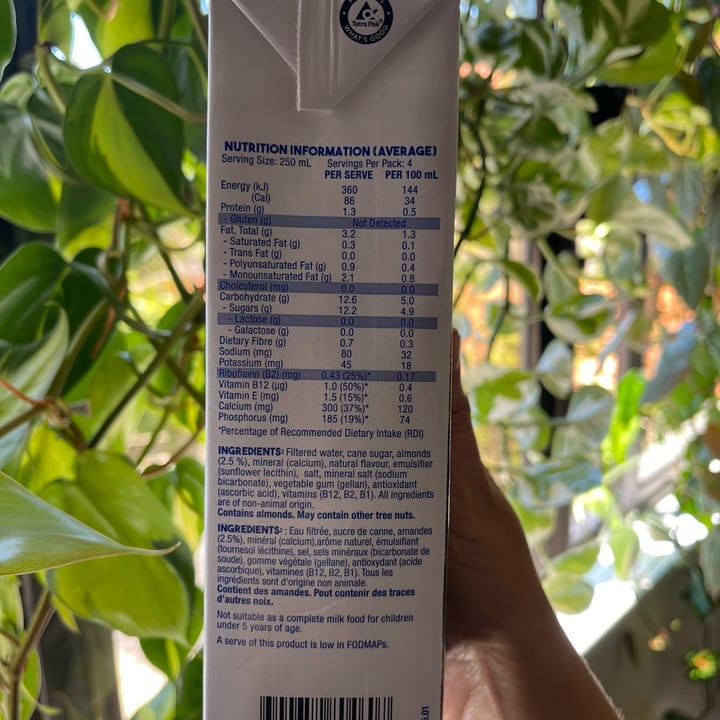 Tetra Pak®
WHAT'S GOOD
NUTRITION INFORMATION (AVERAGE)
Serving Size: 250 mL Servings Per Pack: 4
PER SERVE PER 100 mL
Energy (kJ) 360 144
(Cal) 86 34
Protein (g) 1.3 0.5
- Gluten (g) Not Detected
Fat, Total (g) 3.2 1.3
- Saturated Fat (g) 0.3 0.1
- Trans Fat (g) 0.0 0.0
- Polyunsaturated Fat (g) 0.9 0.4
- Monounsaturated Fat (g) 2.1 0.8
Cholesterol (mg) 0.0 0.0
Carbohydrate (g) 12.6 5.0
- Sugars (g) 12.2 4.9
- Lactose (g) 0.0 0.0
- Galactose (g) 0.0 0.0
Dietary Fibre (g) 0.7 0.3
Sodium (mg) 80 32
Potassium (mg) 45 18
Riboflavin (B2) (mg) 0.43 (25%)* 0.17
Vitamin B12 (µg) 1.0 (50%)* 0.4
Vitamin E (mg) 1.5 (15%)* 0.6
Calcium (mg) 300 (37%)* 120
Phosphorus (mg) 185 (19%)* 74
*Percentage of Recommended Dietary Intake (RDI)
INGREDIENTS: Filtered water, cane sugar, almonds
(2.5 %), mineral (calcium), natural flavour, emulsifier
(sunflower lecithin), salt, mineral salt (sodium
bicarbonate), vegetable gum (gellan), antioxidant
(ascorbic acid), vitamins (B12, B2, B1). All ingredients
are of non-animal origin.
Contains almonds. May contain other tree nuts.
INGREDIENTS: : Eau filtrée, sucre de canne, amandes
(2.5%), minéral (calcium),arôme naturel, émulsifiant
(tournesol lécithine), sel, sels minéraux (bicarbonate de
soude), gomme végétale (gellane), antioxydant (acide
ascorbique), vitamines (B12, B2, B1). Tous les
ingrédients sont d'origine non animale.
Contient des amandes. Peut contenir des traces
d'autres noix.
Not suitable as a complete milk food for children
under 5 years of age.
A serve of this product is low in FODMAPs.